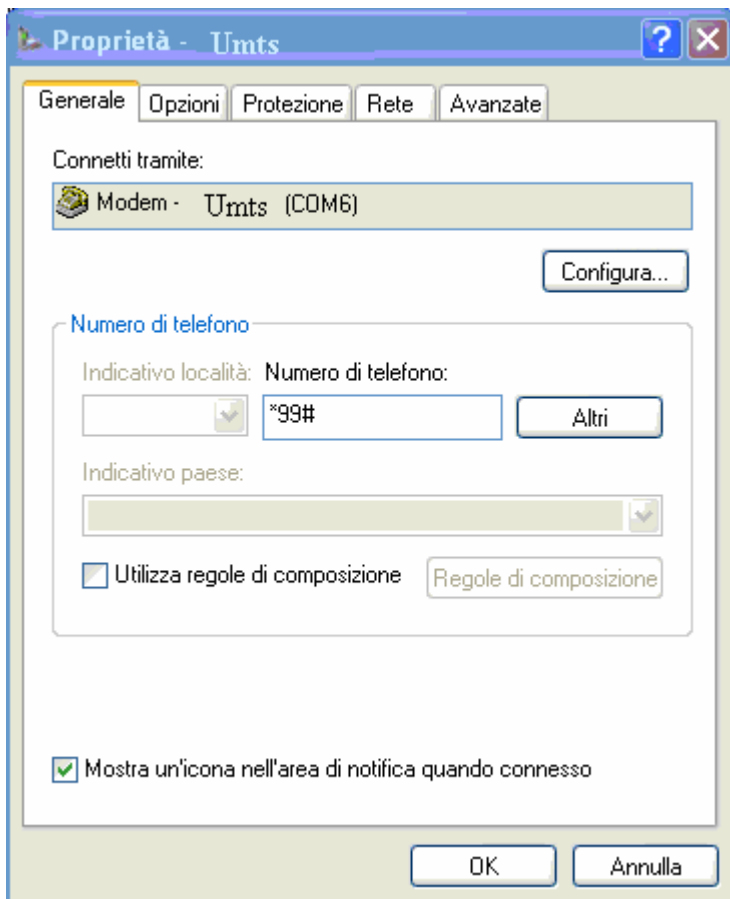 Proprietà - Umts
Generale Opzioni Protezione Rete Avanzate
Connetti tramite:
Modem - Umts (COM6)
Configura...
Numero di telefono
Indicativo località: Numero di telefono:
*99# Altri
Indicativo paese:
Utilizza regole di composizione Regole di composizione
Mostra un'icona nell'area di notifica quando connesso
OK Annulla